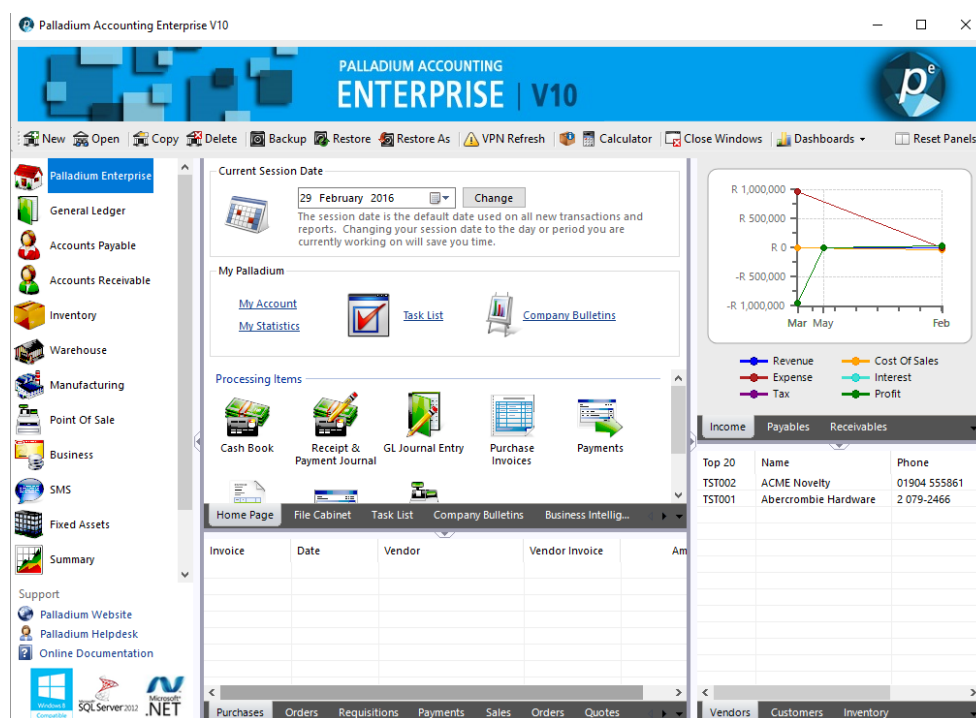 Palladium Accounting Enterprise V10
PALLADIUM ACCOUNTING
ENTERPRISE | V10
pe
New Open Copy Delete Backup Restore Restore As VPN Refresh Calculator Close Windows Dashboards Reset Panels
Palladium Enterprise
General Ledger
Accounts Payable
Accounts Receivable
Inventory
Warehouse
Manufacturing
Point Of Sale
Business
SMS
Fixed Assets
Summary
Support
Palladium Website
Palladium Helpdesk
Online Documentation
Windows 8
Compatible
Microsoft
SQL Server 2012
Microsoft
.NET
Current Session Date
29 February 2016
Change
The session date is the default date used on all new transactions and
reports. Changing your session date to the day or period you are
currently working on will save you time.
My Palladium
My Account
My Statistics
Task List
Company Bulletins
Processing Items
Cash Book
Receipt &
Payment Journal
GL Journal Entry
Purchase
Invoices
Payments
Home Page File Cabinet Task List Company Bulletins Business Intellig...
Invoice Date Vendor Vendor Invoice Am
Purchases Orders Requisitions Payments Sales Orders Quotes
R 1,000,000
R 500,000
R 0
-R 500,000
-R 1,000,000
Mar May Feb
Revenue Cost Of Sales
Expense Interest
Tax Profit
Income Payables Receivables
Top 20 Name Phone
TST002 ACME Novelty 01904 555861
TST001 Abercrombie Hardware 2 079-2466
Vendors Customers Inventory